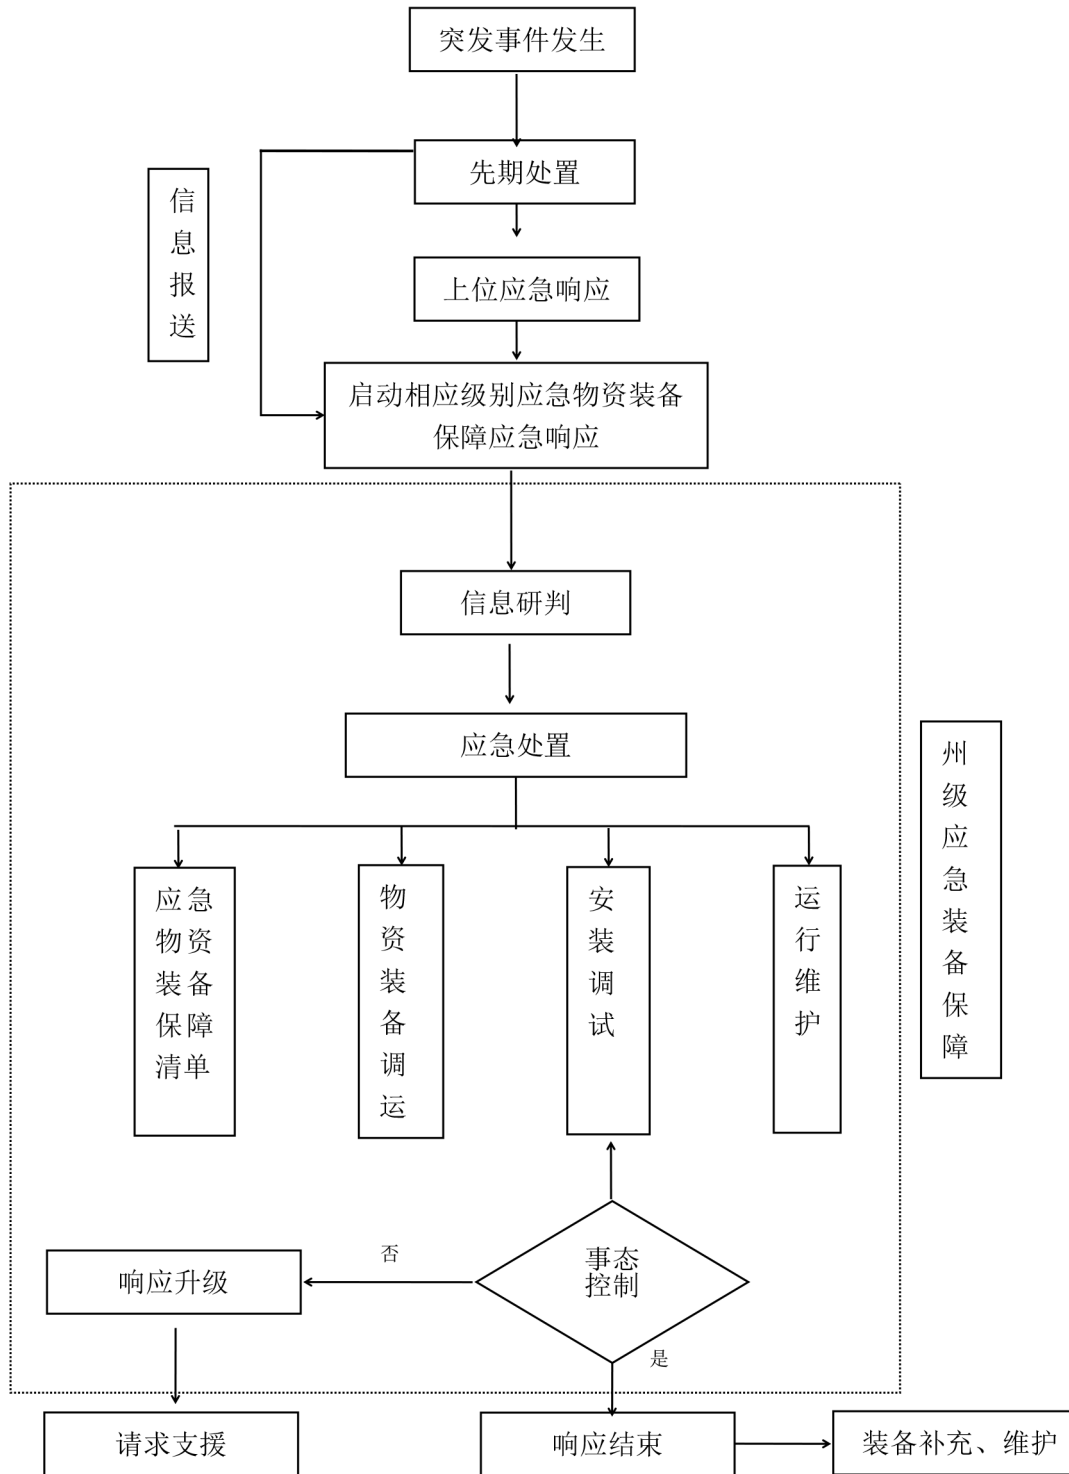 突发事件发生
先期处置
信息报送
上位应急响应
启动相应级别应急物资装备
保障应急响应
信息研判
应急处置
州级应急装备保障
应急
物资
装备
保障
清单
物资装备调运
安装调试
运行维护
事态
控制
否
响应升级
是
请求支援
响应结束
装备补充、维护